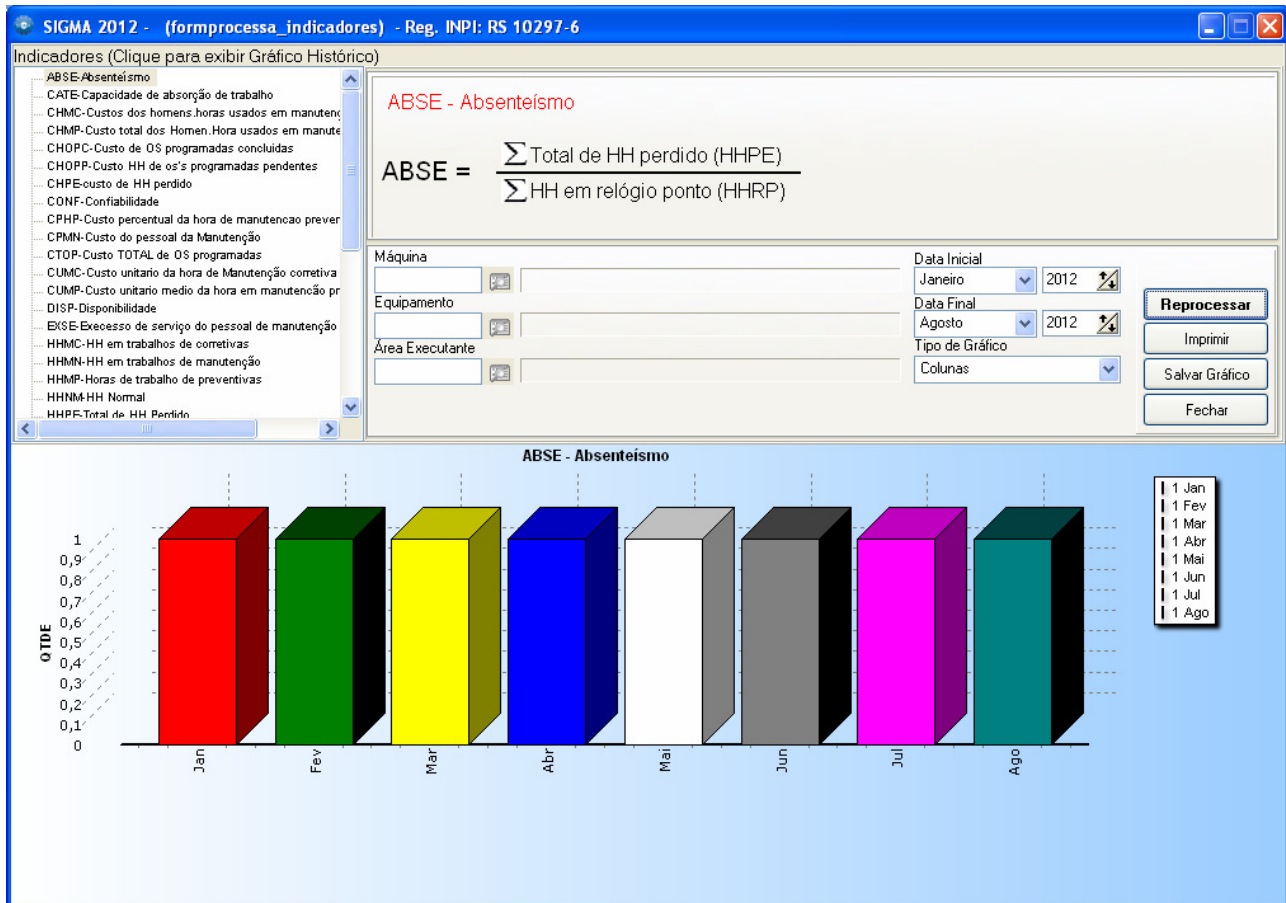 SIGMA 2012 - (formprocessa_indicadores) - Reg. INPI: RS 10297-6
Indicadores (Clique para exibir Gráfico Histórico)
ABSE-Absenteísmo
CATE-Capacidade de absorção de trabalho
CHMC-Custos dos homens.horas usados em manutenç
CHMP-Custo total dos Homen.Hora usados em manute
CHOPC-Custo de OS programadas concluidas
CHOPP-Custo HH de os's programadas pendentes
CHPE-custo de HH perdido
CONF-Confiabilidade
CPHP-Custo percentual da hora de manutencao prever
CPMN-Custo do pessoal da Manutenção
CTOP-Custo TOTAL de OS programadas
CUMC-Custo unitario da hora de Manutenção corretiva
CUMP-Custo unitario medio da hora em manutencão pr
DISP-Disponibilidade
EXSE-Execesso de serviço do pessoal de manutenção
HHMC-HH em trabalhos de corretivas
HHMN-HH em trabalhos de manutenção
HHMP-Horas de trabalho de preventivas
HHNM-HH Normal
HHPE-Total de HH Perdido
ABSE - Absenteísmo
ABSE = ∑ Total de HH perdido (HHPE)
∑ HH em relógio ponto (HHRP)
Máquina
Equipamento
Área Executante
Data Inicial
Janeiro 2012
Data Final
Agosto 2012
Tipo de Gráfico
Colunas
Reprocessar
Imprimir
Salvar Gráfico
Fechar
ABSE - Absenteísmo
QTDE
1
0,9
0,8
0,7
0,6
0,5
0,4
0,3
0,2
0,1
0
Jan
Fev
Mar
Abr
Mai
Jun
Jul
Ago
1 Jan
1 Fev
1 Mar
1 Abr
1 Mai
1 Jun
1 Jul
1 Ago